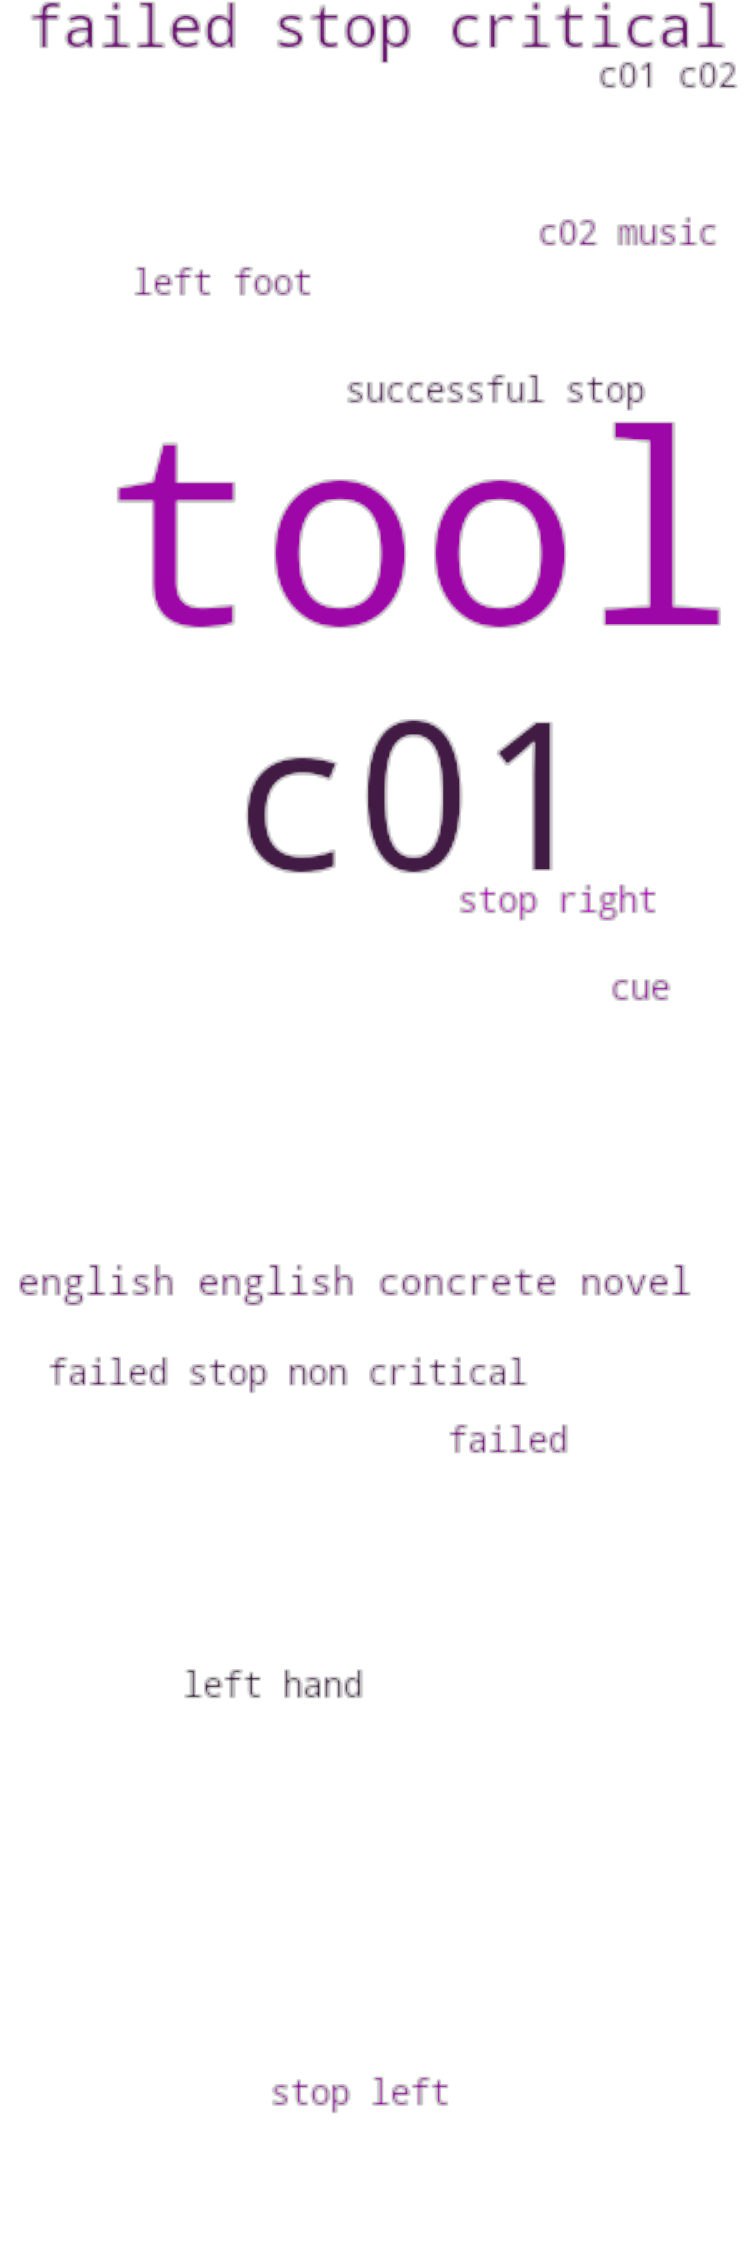 failed stop critical
c01 c02
c02 music
left foot
successful stop
tool
c01
stop right
cue
english english concrete novel
failed stop non critical
failed
left hand
stop left